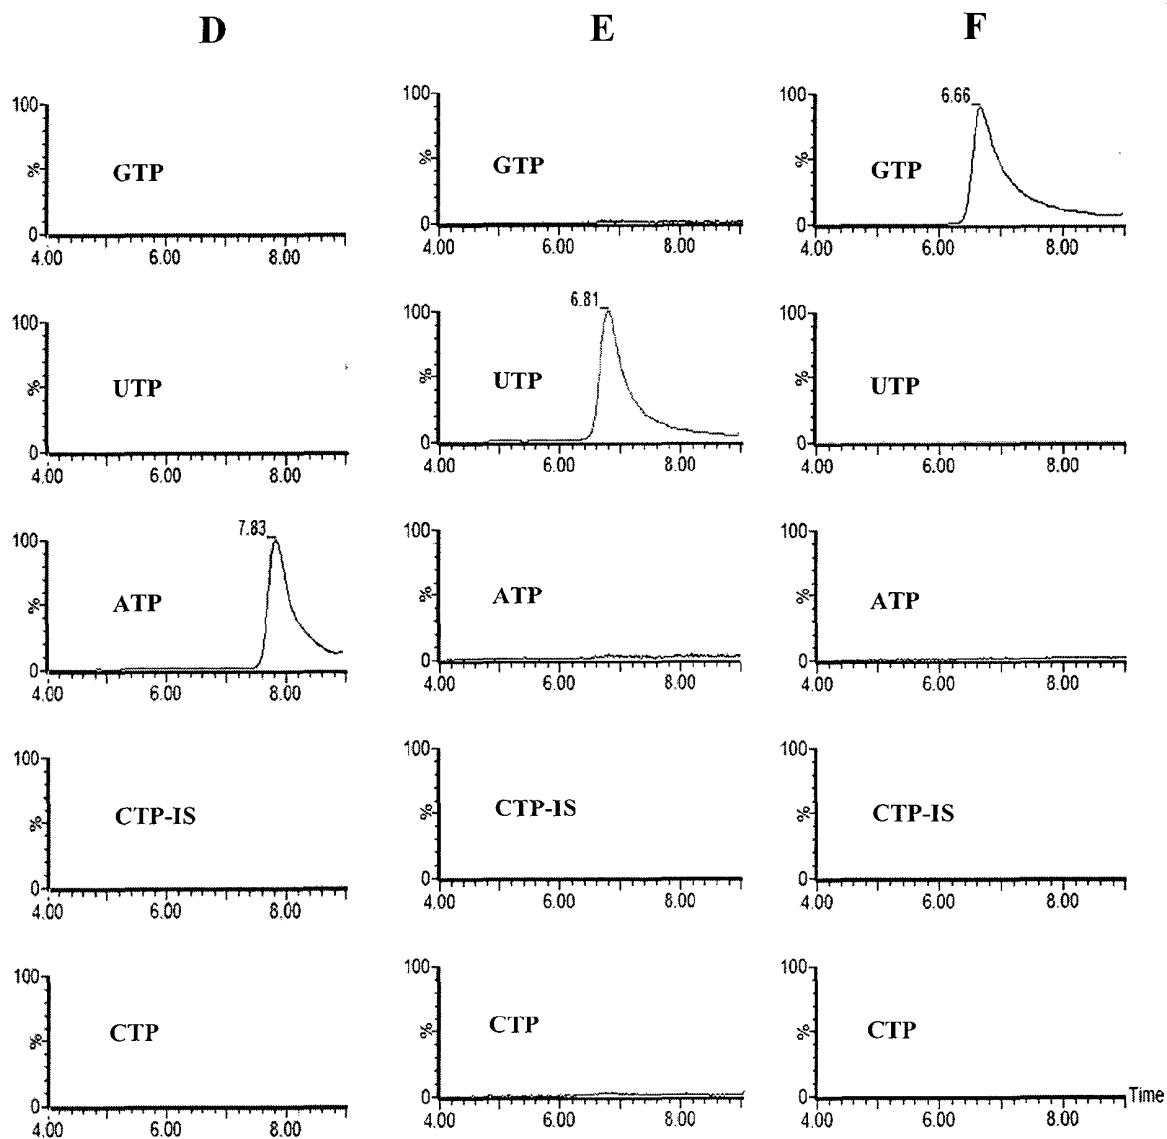 D E F
100 100 100
6.66
% GTP % GTP % GTP
0 0 0
4.00 6.00 8.00 4.00 6.00 8.00 4.00 6.00 8.00
100 100 100
6.81
% UTP % UTP % UTP
0 0 0
4.00 6.00 8.00 4.00 6.00 8.00 4.00 6.00 8.00
100 100 100
7.83
% ATP % ATP % ATP
0 0 0
4.00 6.00 8.00 4.00 6.00 8.00 4.00 6.00 8.00
100 100 100
% CTP-IS % CTP-IS % CTP-IS
0 0 0
4.00 6.00 8.00 4.00 6.00 8.00 4.00 6.00 8.00
100 100 100
% CTP % CTP % CTP
0 0 0 Time
4.00 6.00 8.00 4.00 6.00 8.00 4.00 6.00 8.00